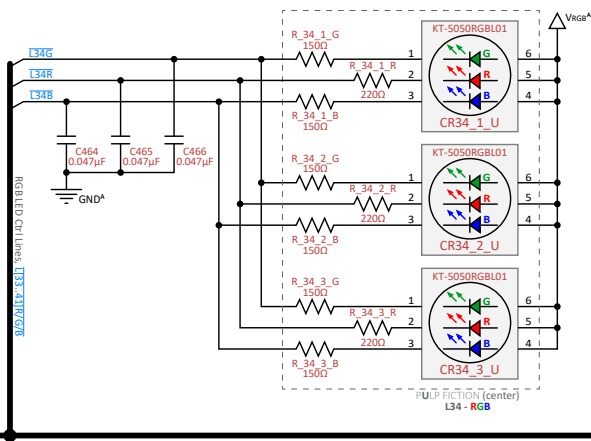 KT-5050RGBL01
VRGBᴬ
R_34_1_G
150Ω
L34G
1
G
6
R_34_1_R
L34R
2
R
5
220Ω
L34B
3
B
4
R_34_1_B
150Ω
CR34_1_U
C464
0.047µF
C465
0.047µF
C466
0.047µF
GNDᴬ
KT-5050RGBL01
R_34_2_G
150Ω
1
G
6
R_34_2_R
2
R
5
220Ω
3
B
4
R_34_2_B
150Ω
CR34_2_U
KT-5050RGBL01
R_34_3_G
150Ω
1
G
6
R_34_3_R
2
R
5
220Ω
3
B
4
R_34_3_B
150Ω
CR34_3_U
RGB LED Ctrl Lines, L[33..41]R/G/B
PULP FICTION (center)
L34 - RGB